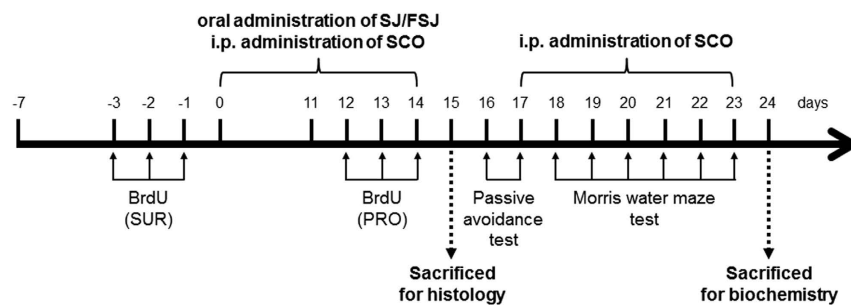 oral administration of SJ/FSJ
i.p. administration of SCO
i.p. administration of SCO
-7 -3 -2 -1 0 11 12 13 14 15 16 17 18 19 20 21 22 23 24 days
BrdU
(SUR)
BrdU
(PRO)
Passive
avoidance
test
Morris water maze
test
Sacrificed
for histology
Sacrificed
for biochemistry